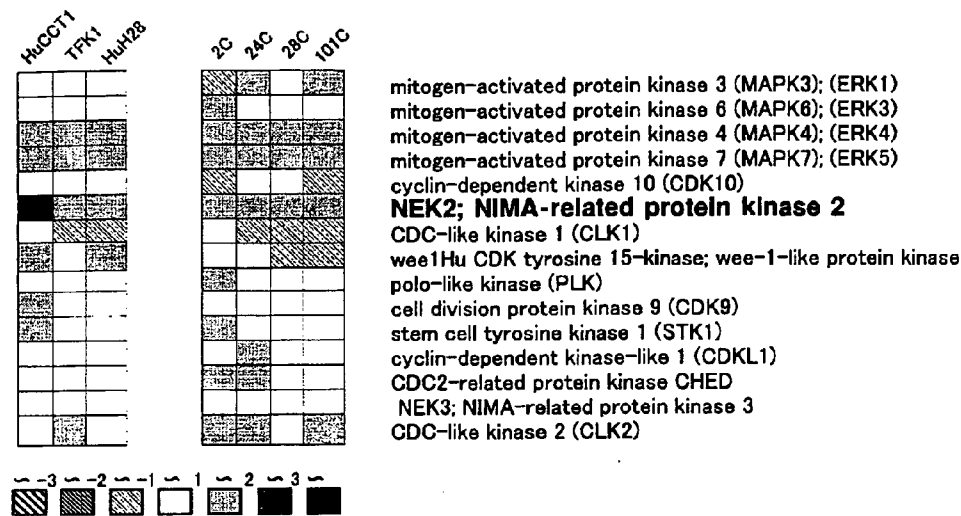 HuCCT1 TFK1 HuH28 2C 24C 28C 101C
mitogen-activated protein kinase 3 (MAPK3); (ERK1)
mitogen-activated protein kinase 6 (MAPK6); (ERK3)
mitogen-activated protein kinase 4 (MAPK4); (ERK4)
mitogen-activated protein kinase 7 (MAPK7); (ERK5)
cyclin-dependent kinase 10 (CDK10)
NEK2; NIMA-related protein kinase 2
CDC-like kinase 1 (CLK1)
wee1Hu CDK tyrosine 15-kinase; wee-1-like protein kinase
polo-like kinase (PLK)
cell division protein kinase 9 (CDK9)
stem cell tyrosine kinase 1 (STK1)
cyclin-dependent kinase-like 1 (CDKL1)
CDC2-related protein kinase CHED
NEK3; NIMA-related protein kinase 3
CDC-like kinase 2 (CLK2)
∽ -3 ∽ -2 ∽ -1 ∽ 1 ∽ 2 ∽ 3 ∽